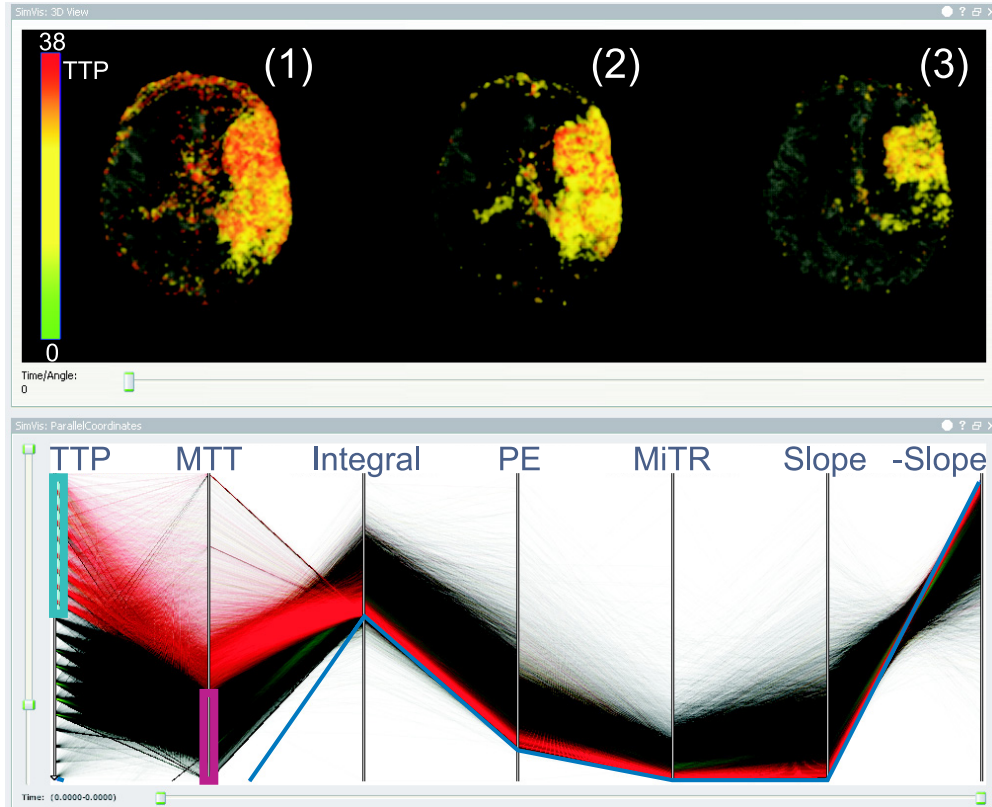 SimVis: 3D View
38
TTP
(1)
(2)
(3)
0
Time/Angle:
0
SimVis: ParallelCoordinates
TTP MTT Integral PE MiTR Slope -Slope
Time: (0.0000-0.0000)